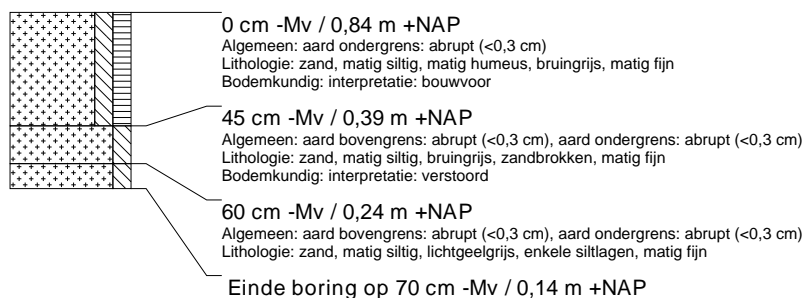 0 cm -Mv / 0,84 m +NAP
Algemeen: aard ondergrens: abrupt (<0,3 cm)
Lithologie: zand, matig siltig, matig humeus, bruingrijs, matig fijn
Bodemkundig: interpretatie: bouwvoor
45 cm -Mv / 0,39 m +NAP
Algemeen: aard bovengrens: abrupt (<0,3 cm), aard ondergrens: abrupt (<0,3 cm)
Lithologie: zand, matig siltig, bruingrijs, zandbrokken, matig fijn
Bodemkundig: interpretatie: verstoord
60 cm -Mv / 0,24 m +NAP
Algemeen: aard bovengrens: abrupt (<0,3 cm), aard ondergrens: abrupt (<0,3 cm)
Lithologie: zand, matig siltig, lichtgeelgrijs, enkele siltlagen, matig fijn
Einde boring op 70 cm -Mv / 0,14 m +NAP